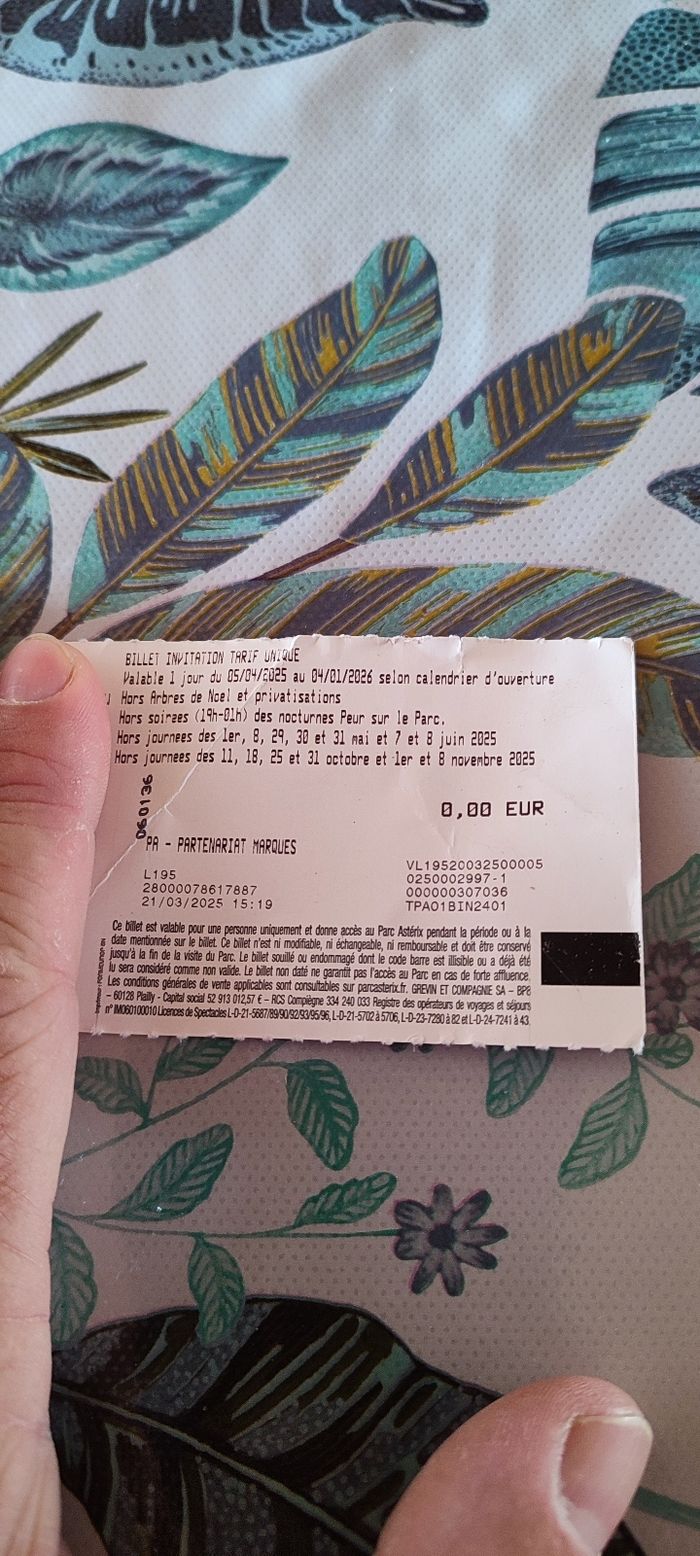 BILLET INVITATION TARIF UNIQUE
Valable 1 jour du 05/04/2025 au 04/01/2026 selon calendrier d'ouverture
Hors Arbres de Noel et privatisations
Hors soirees (19h-01h) des nocturnes Peur sur le Parc.
Hors journees des 1er, 8, 29, 30 et 31 mai et 7 et 8 juin 2025
Hors journees des 11, 18, 25 et 31 octobre et 1er et 8 novembre 2025
060136
0,00 EUR
PA - PARTENARIAT MARQUES
L195
28000078617887
21/03/2025 15:19
VL19520032500005
0250002997-1
000000307036
TPA01BIN2401
Ce billet est valable pour une personne uniquement et donne accès au Parc Astérix pendant la période ou à la
date mentionnée sur le billet. Ce billet n'est ni modifiable, ni échangeable, ni remboursable et doit être conservé
jusqu'à la fin de la visite du Parc. Le billet souillé ou endommagé dont le code barre est illisible ou a déjà été
lu sera considéré comme non valide. Le billet non daté ne garantit pas l'accès au Parc en cas de forte affluence.
Les conditions générales de vente applicables sont consultables sur parcasterix.fr. GREVIN ET COMPAGNIE SA – BP8
– 60128 Plailly - Capital social 52 913 012,57 € – RCS Compiègne 334 240 033 Registre des opérateurs de voyages et séjours
n° IM060100010 Licences de Spectacles L-D-21-5687/89/90/92/93/95/96, L-D-21-5702 à 5706, L-D-23-7280 à 82 et L-D-24-7241 à 43.